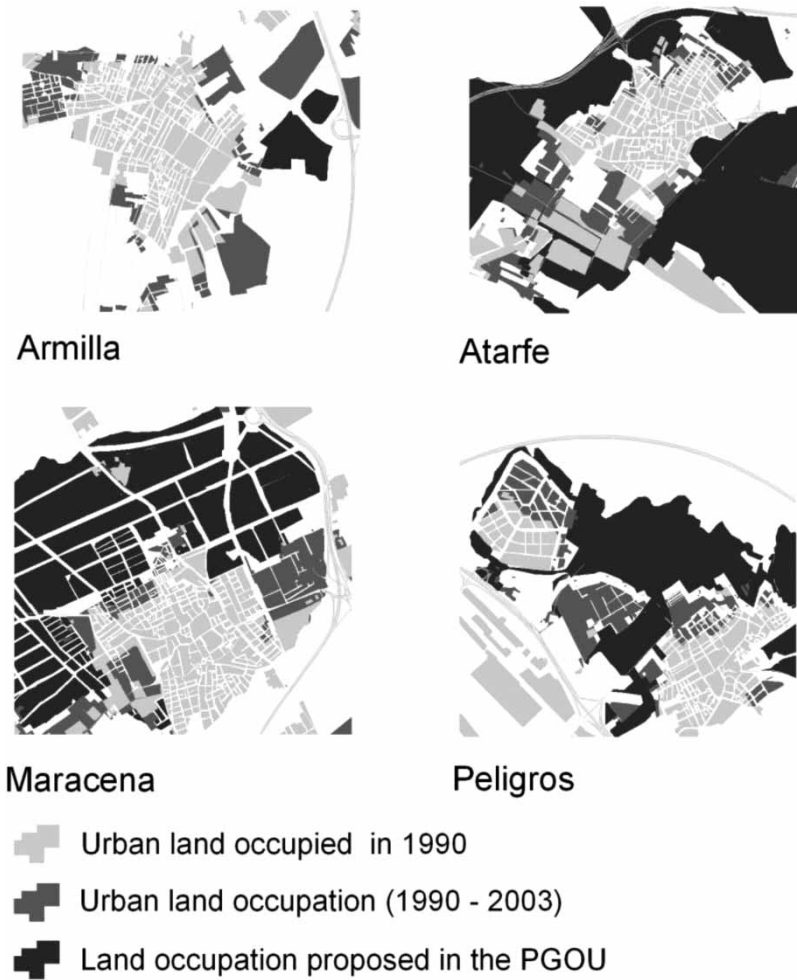 Armilla
Atarfe
Maracena
Peligros
Urban land occupied in 1990
Urban land occupation (1990 - 2003)
Land occupation proposed in the PGOU